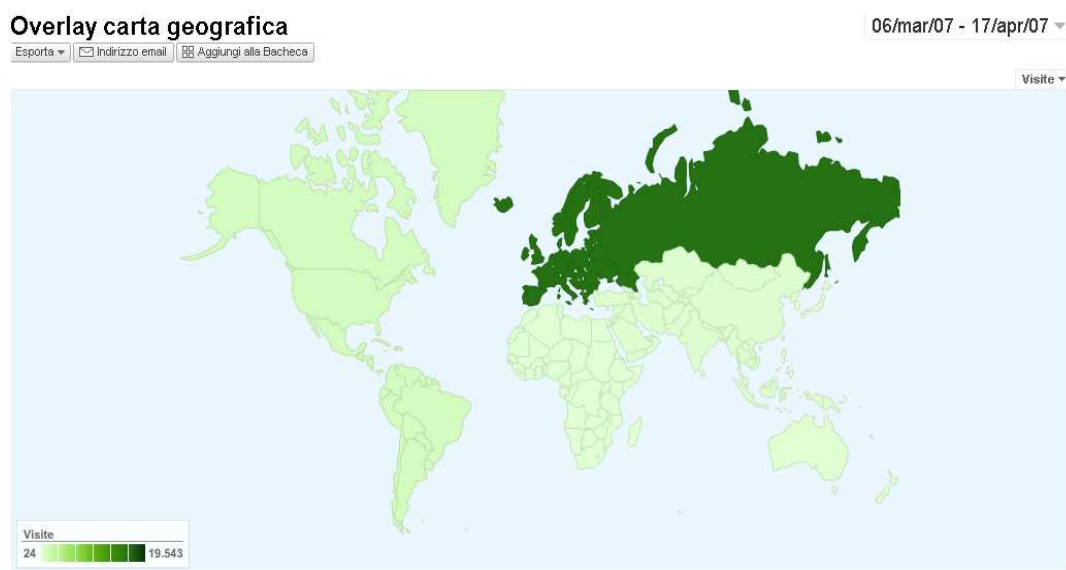 Overlay carta geografica
06/mar/07 - 17/apr/07
Esporta Indirizzo email Aggiungi alla Bacheca
Visite
Visite
24 19.543